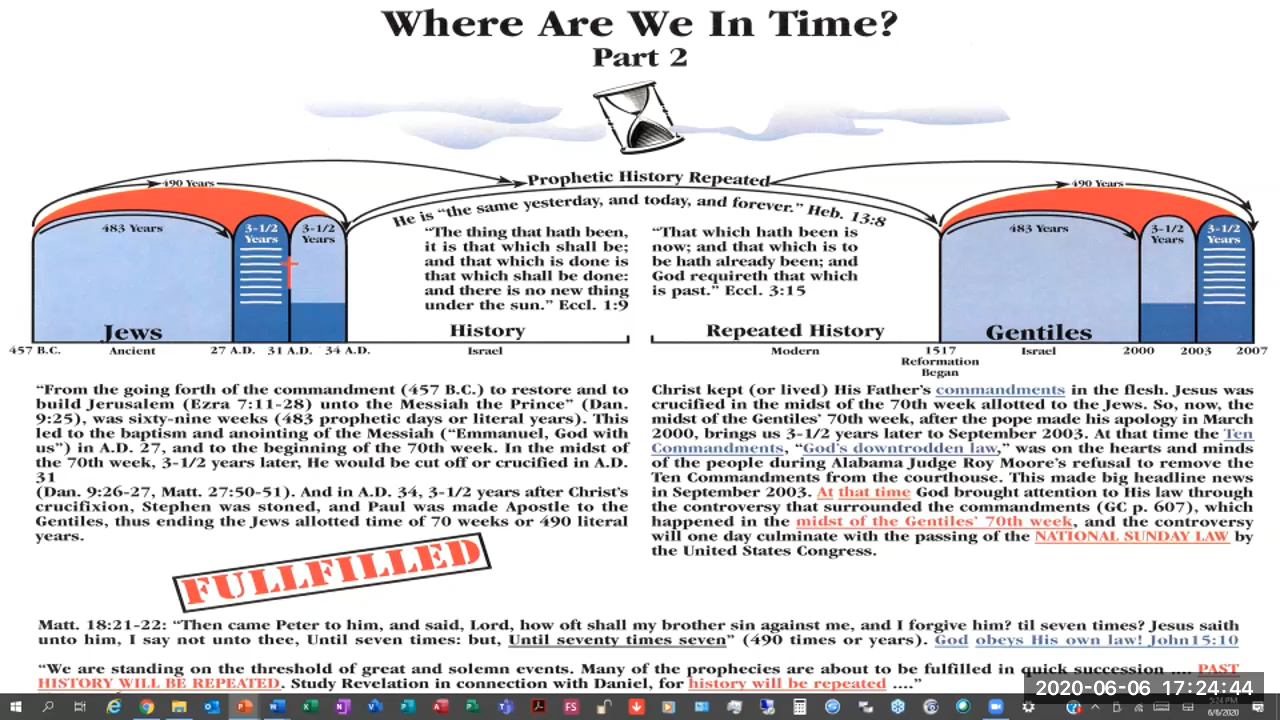 Where Are We In Time?
Part 2
Prophetic History Repeated
490 Years
490 Years
He is “the same yesterday, and today, and forever.” Heb. 13:8
483 Years
3-1/2 Years
3-1/2 Years
“The thing that hath been,
it is that which shall be;
and that which is done is
that which shall be done:
and there is no new thing
under the sun.” Eccl. 1:9
“That which hath been is
now; and that which is to
be hath already been; and
God requireth that which
is past.” Eccl. 3:15
483 Years
3-1/2 Years
3-1/2 Years
Jews
History
Repeated History
Gentiles
457 B.C.
Ancient
27 A.D.
31 A.D.
34 A.D.
Israel
Modern
1517
Reformation
Began
Israel
2000
2003
2007
“From the going forth of the commandment (457 B.C.) to restore and to
build Jerusalem (Ezra 7:11-28) unto the Messiah the Prince” (Dan.
9:25), was sixty-nine weeks (483 prophetic days or literal years). This
led to the baptism and anointing of the Messiah (“Emmanuel, God with
us”) in A.D. 27, and to the beginning of the 70th week. In the midst of
the 70th week, 3-1/2 years later, He would be cut off or crucified in A.D.
31
(Dan. 9:26-27, Matt. 27:50-51). And in A.D. 34, 3-1/2 years after Christ’s
crucifixion, Stephen was stoned, and Paul was made Apostle to the
Gentiles, thus ending the Jews allotted time of 70 weeks or 490 literal
years.
FULLFILLED
Christ kept (or lived) His Father’s commandments in the flesh. Jesus was
crucified in the midst of the 70th week allotted to the Jews. So, now, the
midst of the Gentiles’ 70th week, after the pope made his apology in March
2000, brings us 3-1/2 years later to September 2003. At that time the Ten
Commandments, “God’s downtrodden law,” was on the hearts and minds
of the people during Alabama Judge Roy Moore’s refusal to remove the
Ten Commandments from the courthouse. This made big headline news
in September 2003. At that time God brought attention to His law through
the controversy that surrounded the commandments (GC p. 607), which
happened in the midst of the Gentiles’ 70th week, and the controversy
will one day culminate with the passing of the NATIONAL SUNDAY LAW by
the United States Congress.
Matt. 18:21-22: “Then came Peter to him, and said, Lord, how oft shall my brother sin against me, and I forgive him? til seven times? Jesus saith
unto him, I say not unto thee, Until seven times: but, Until seventy times seven” (490 times or years). God obeys His own law! John15:10
“We are standing on the threshold of great and solemn events. Many of the prophecies are about to be fulfilled in quick succession .... PAST
HISTORY WILL BE REPEATED. Study Revelation in connection with Daniel, for history will be repeated ....”
2020-06-06 17:24:44
6/6/2020